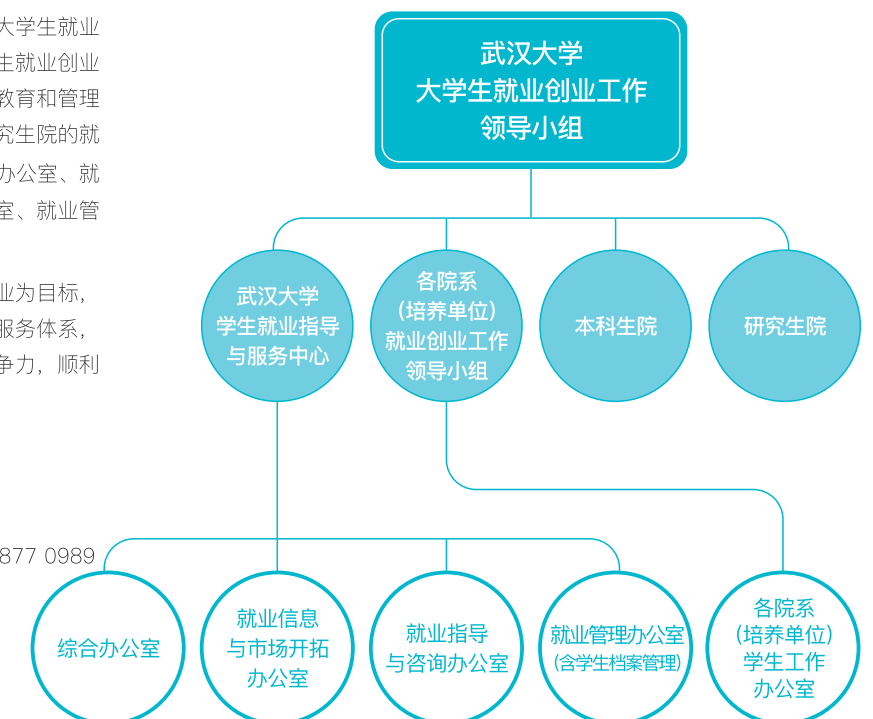 大学生就业
生就业创业
教育和管理
究生院的就
办公室、就
室、就业管
业为目标,
服务体系,
争力，顺利
877 0989
武汉大学
大学生就业创业工作
领导小组
武汉大学
学生就业指导
与服务中心
各院系
（培养单位）
就业创业工作
领导小组
本科生院
研究生院
综合办公室
就业信息
与市场开拓
办公室
就业指导
与咨询办公室
就业管理办公室
（含学生档案管理）
各院系
（培养单位）
学生工作
办公室